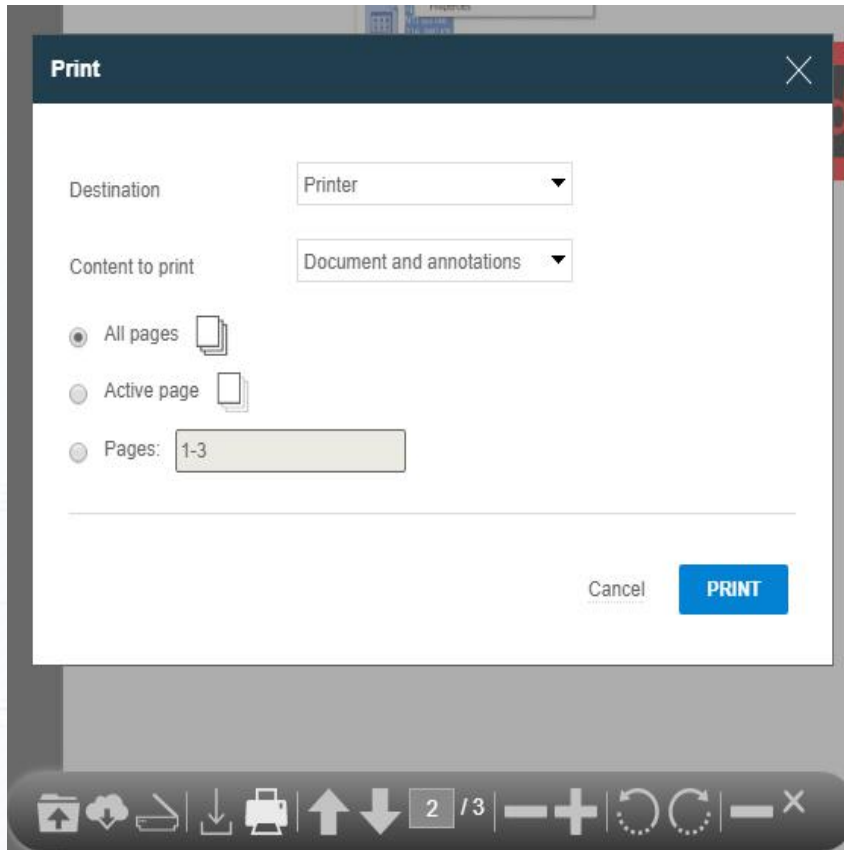 Properties
Print
Destination
Printer
Content to print
Document and annotations
All pages
Active page
Pages:
1-3
Cancel
PRINT
2 / 3